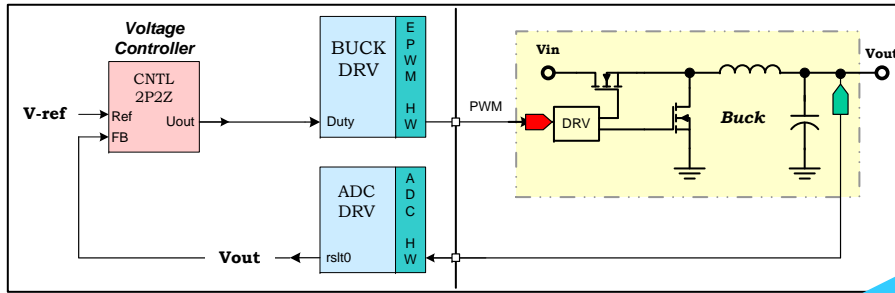 Voltage
Controller
CNTL
2P2Z
V-ref
Ref
FB
Uout
BUCK
DRV
Duty
E
P
W
M
H
W
PWM
ADC
DRV
rslt0
A
D
C
H
W
Vout
Vin
DRV
Buck
Vout